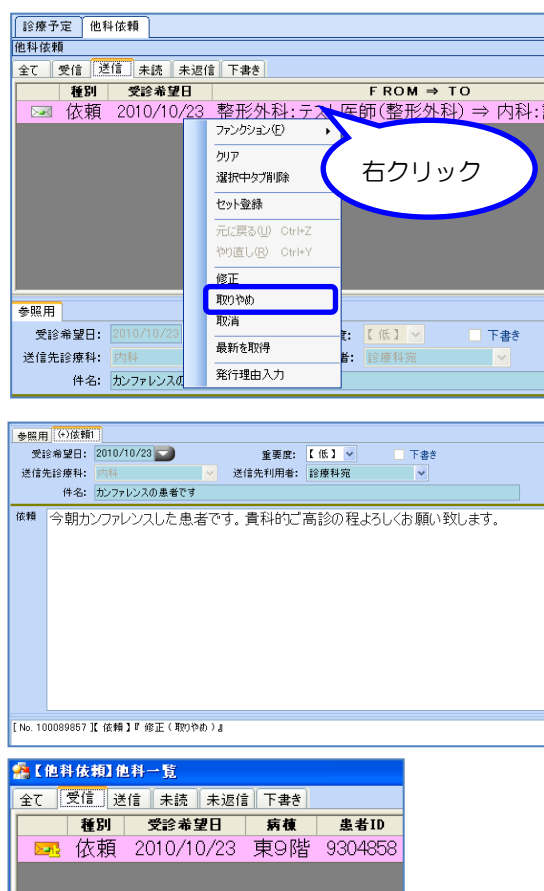 診療予定 他科依頼
他科依頼
全て 受信 送信 未読 未返信 下書き
種別 受診希望日 FROM ⇒ TO
依頼 2010/10/23 整形外科:テスト医師(整形外科) ⇒ 内科:
ファンクション(F)
クリア
選択中タブ削除
セット登録
元に戻る(U) Ctrl+Z
やり直し(R) Ctrl+Y
修正
取りやめ
取消
最新を取得
発行理由入力
右クリック
参照用
受診希望日: 2010/10/23 度: 【 低 】 下書き
送信先診療科: 内科 者: 診療科宛
件名: カンファレンスの
参照用 (+)依頼1
受診希望日: 2010/10/23 重要度: 【 低 】 下書き
送信先診療科: 内科 送信先利用者: 診療科宛
件名: カンファレンスの患者です
依頼 今朝カンファレンスした患者です。貴科的ご高診の程よろしくお願い致します。
[ No. 100089857 ]【 依頼 】『 修正 ( 取りやめ ) 』
【他科依頼】他科一覧
全て 受信 送信 未読 未返信 下書き
種別 受診希望日 病棟 患者ID
依頼 2010/10/23 東9階 9304858